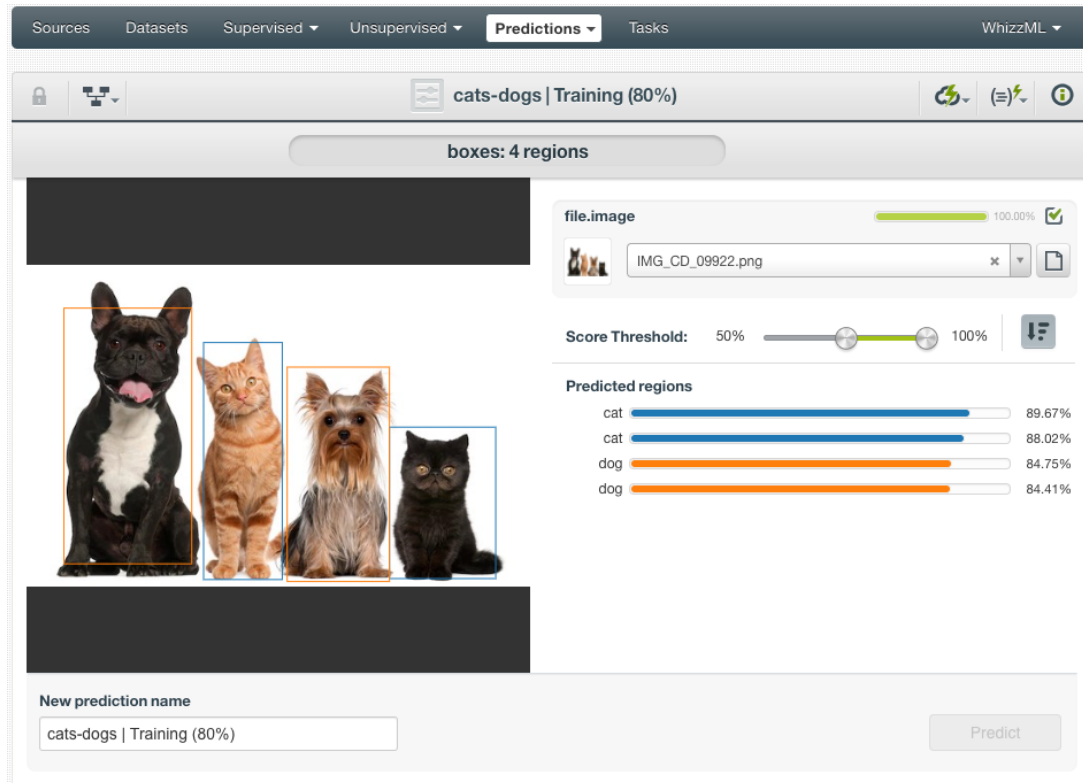 Sources Datasets Supervised Unsupervised Predictions Tasks WhizzML
cats-dogs | Training (80%)
boxes: 4 regions
file.image 100.00%
IMG_CD_09922.png
Score Threshold: 50% 100%
Predicted regions
cat 89.67%
cat 88.02%
dog 84.75%
dog 84.41%
New prediction name
cats-dogs | Training (80%)
Predict